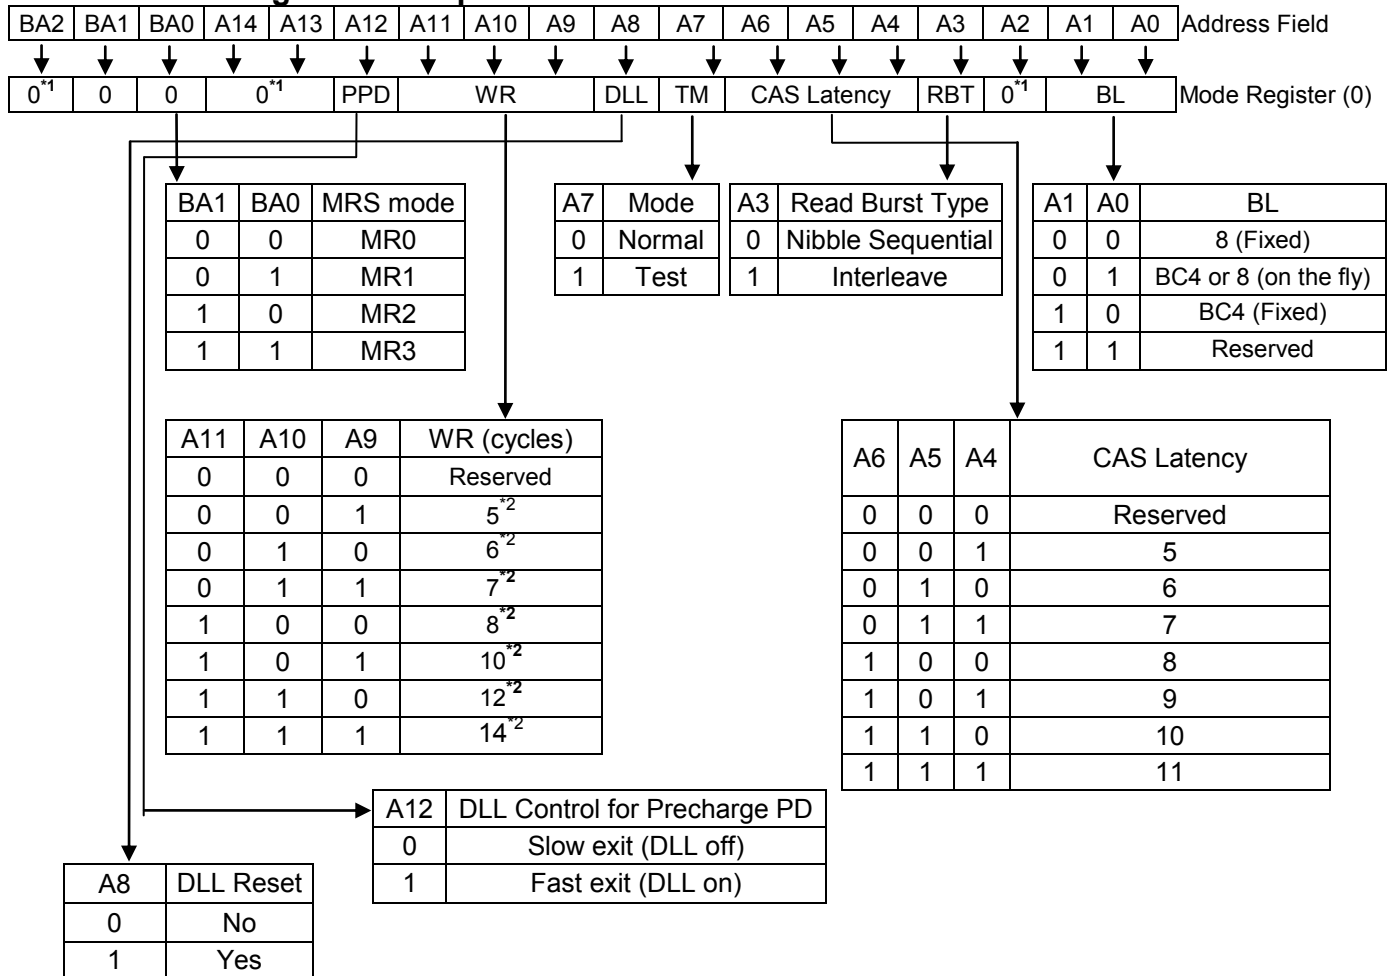 BA2 BA1 BA0 A14 A13 A12 A11 A10 A9 A8 A7 A6 A5 A4 A3 A2 A1 A0 Address Field
0*1 0 0 0*1 PPD WR DLL TM CAS Latency RBT 0*1 BL Mode Register (0)
BA1 BA0 MRS mode
0 0 MR0
0 1 MR1
1 0 MR2
1 1 MR3
A7 Mode
0 Normal
1 Test
A3 Read Burst Type
0 Nibble Sequential
1 Interleave
A1 A0 BL
0 0 8 (Fixed)
0 1 BC4 or 8 (on the fly)
1 0 BC4 (Fixed)
1 1 Reserved
A11 A10 A9 WR (cycles)
0 0 0 Reserved
0 0 1 5*2
0 1 0 6*2
0 1 1 7*2
1 0 0 8*2
1 0 1 10*2
1 1 0 12*2
1 1 1 14*2
A6 A5 A4 CAS Latency
0 0 0 Reserved
0 0 1 5
0 1 0 6
0 1 1 7
1 0 0 8
1 0 1 9
1 1 0 10
1 1 1 11
A12 DLL Control for Precharge PD
0 Slow exit (DLL off)
1 Fast exit (DLL on)
A8 DLL Reset
0 No
1 Yes